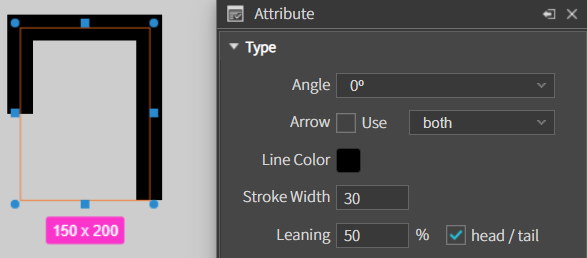 Attribute
Type
Angle 0º
Arrow Use both
Line Color
Stroke Width 30
Leaning 50 % head / tail
150 x 200